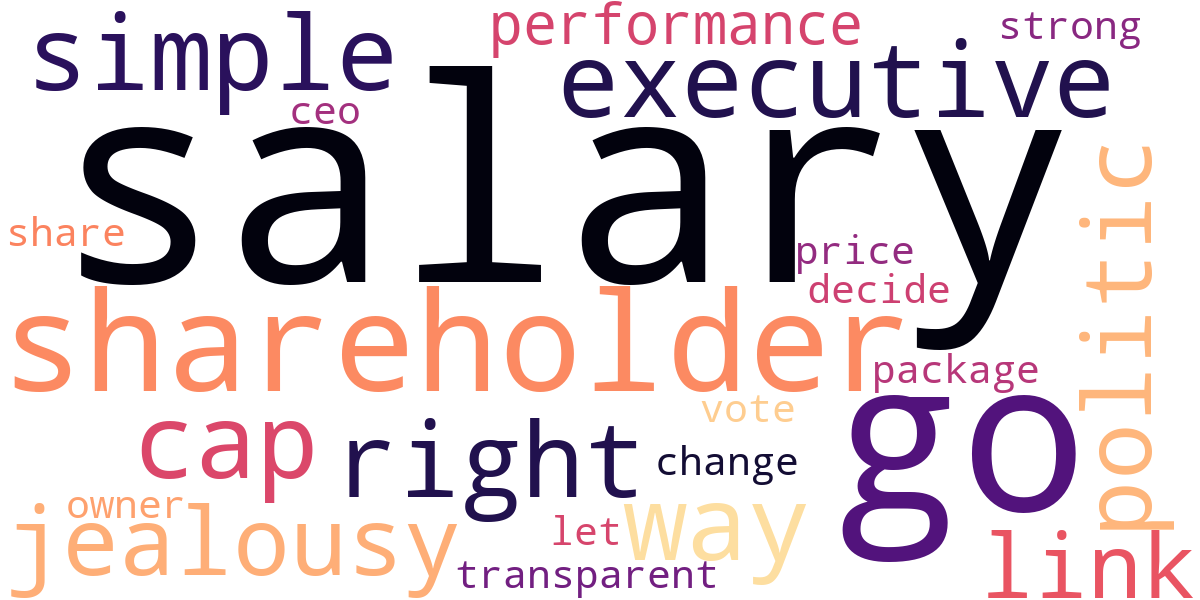 performance
strong
simple
executive
ceo
salary
share
price
decide
politic
shareholder
package
vote
go
cap
right
change
owner
jealousy
let
way
link
transparent